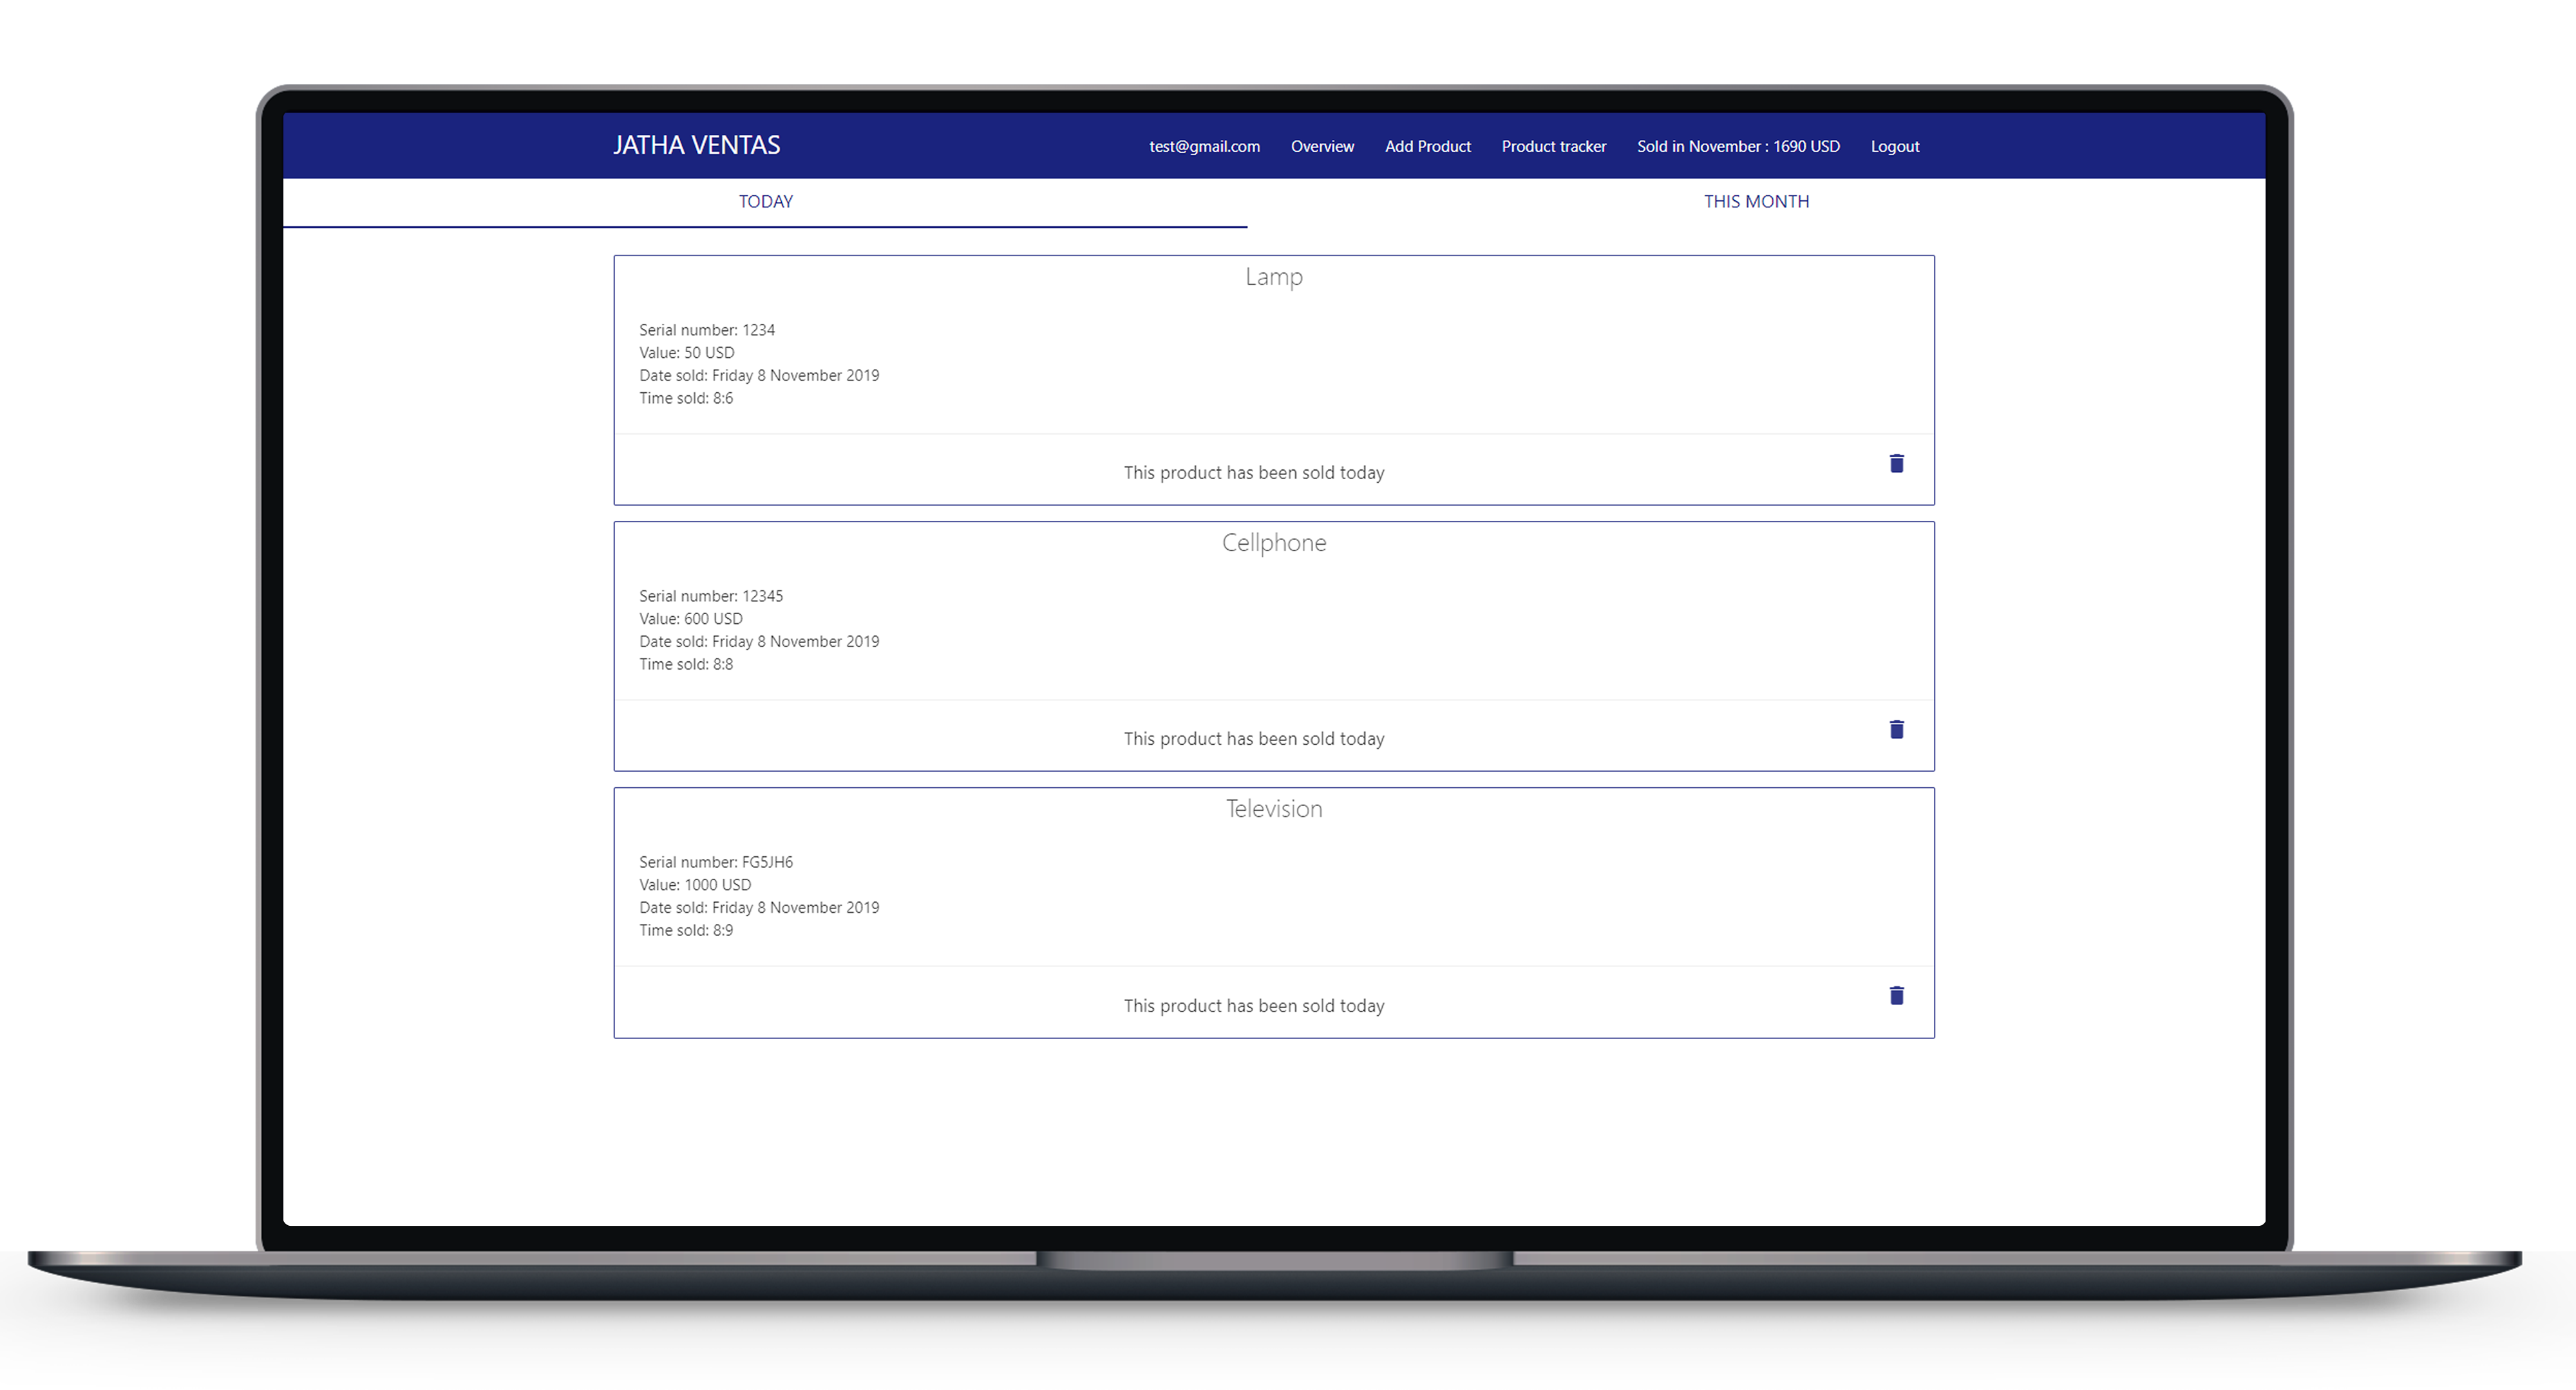 JATHA VENTAS
test@gmail.com Overview Add Product Product tracker Sold in November : 1690 USD Logout
TODAY THIS MONTH
Lamp
Serial number: 1234
Value: 50 USD
Date sold: Friday 8 November 2019
Time sold: 8:6
This product has been sold today
Cellphone
Serial number: 12345
Value: 600 USD
Date sold: Friday 8 November 2019
Time sold: 8:8
This product has been sold today
Television
Serial number: FG5JH6
Value: 1000 USD
Date sold: Friday 8 November 2019
Time sold: 8:9
This product has been sold today